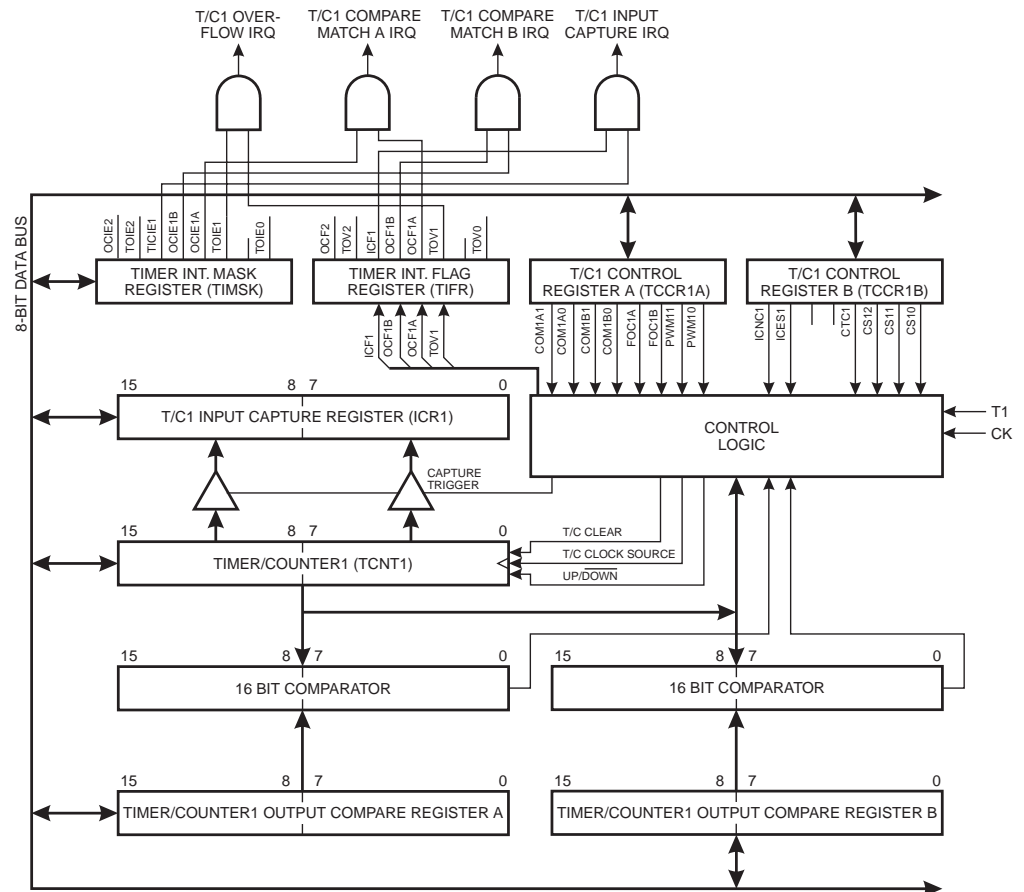 T/C1 OVER-
FLOW IRQ
T/C1 COMPARE
MATCH A IRQ
T/C1 COMPARE
MATCH B IRQ
T/C1 INPUT
CAPTURE IRQ
8-BIT DATA BUS
OCIE2
TOIE2
TICIE1
OCIE1B
OCIE1A
TOIE1
TOIE0
OCF2
TOV2
ICF1
OCF1B
OCF1A
TOV1
TOV0
TIMER INT. MASK
REGISTER (TIMSK)
TIMER INT. FLAG
REGISTER (TIFR)
T/C1 CONTROL
REGISTER A (TCCR1A)
T/C1 CONTROL
REGISTER B (TCCR1B)
ICF1
OCF1B
OCF1A
TOV1
COM1A1
COM1A0
COM1B1
COM1B0
FOC1A
FOC1B
PWM11
PWM10
ICNC1
ICES1
CTC1
CS12
CS11
CS10
15 8 7 0
T/C1 INPUT CAPTURE REGISTER (ICR1)
CONTROL
LOGIC
T1
CK
CAPTURE
TRIGGER
15 8 7 0
TIMER/COUNTER1 (TCNT1)
T/C CLEAR
T/C CLOCK SOURCE
UP/DOWN
15 8 7 0
16 BIT COMPARATOR
15 8 7 0
16 BIT COMPARATOR
15 8 7 0
TIMER/COUNTER1 OUTPUT COMPARE REGISTER A
15 8 7 0
TIMER/COUNTER1 OUTPUT COMPARE REGISTER B